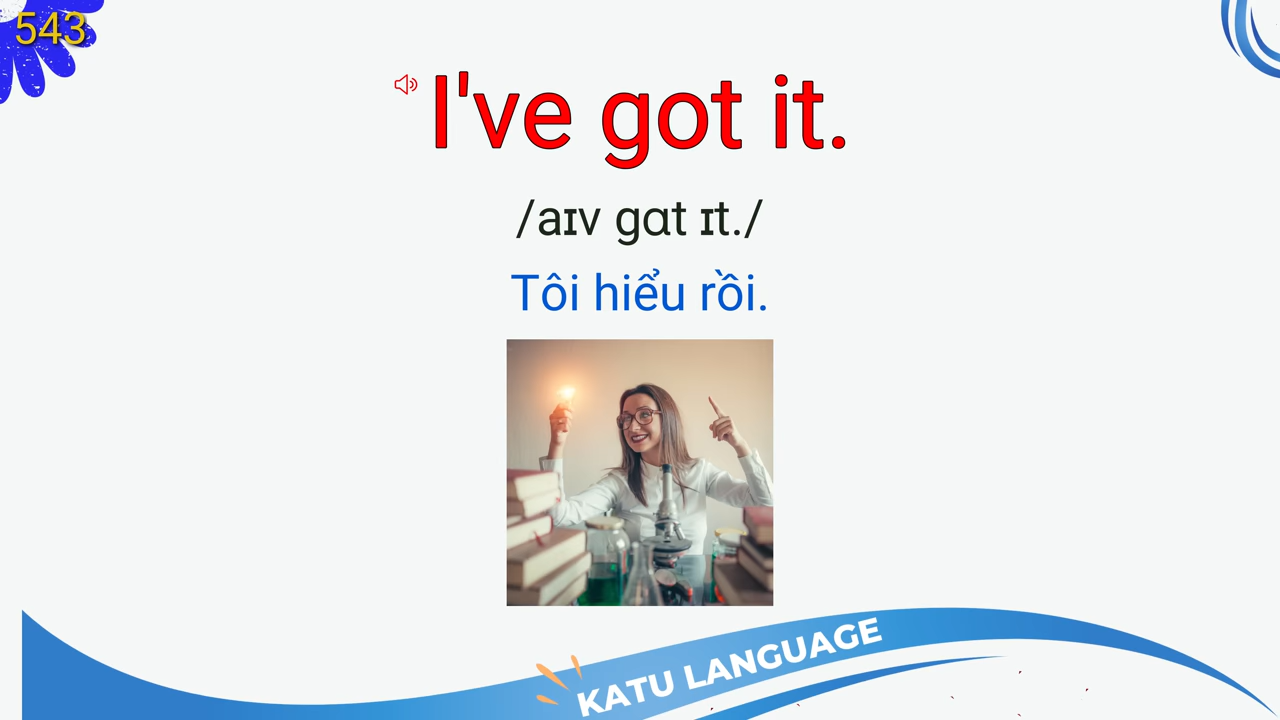 543
I've got it.
/aɪv gɑt ɪt./
Tôi hiểu rồi.
KATU LANGUAGE